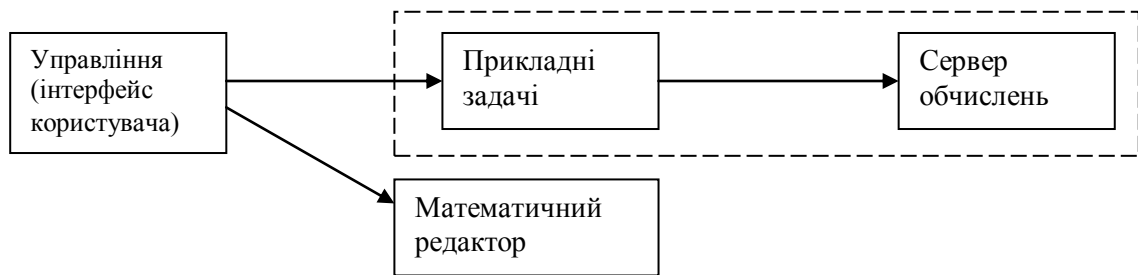 Управління
(інтерфейс
користувача)
Прикладні
задачі
Сервер
обчислень
Математичний
редактор